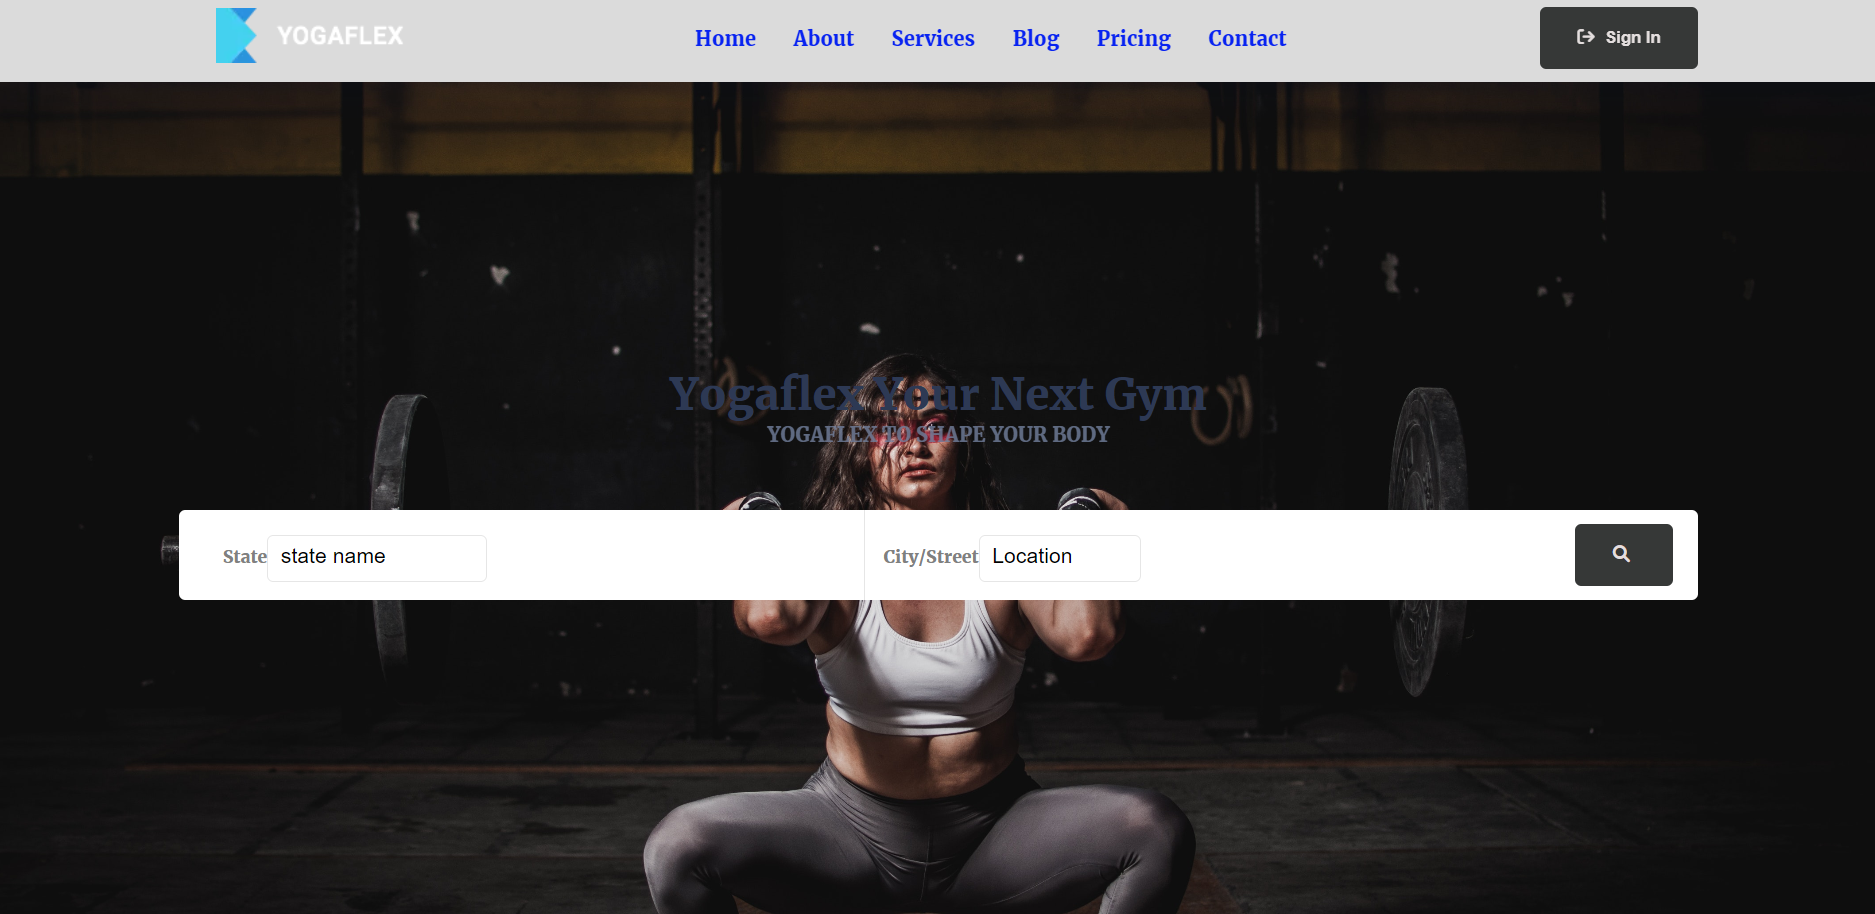 YOGAFLEX
Home About Services Blog Pricing Contact
Sign In
Yogaflex Your Next Gym
YOGAFLEX TO SHAPE YOUR BODY
State state name City/Street Location